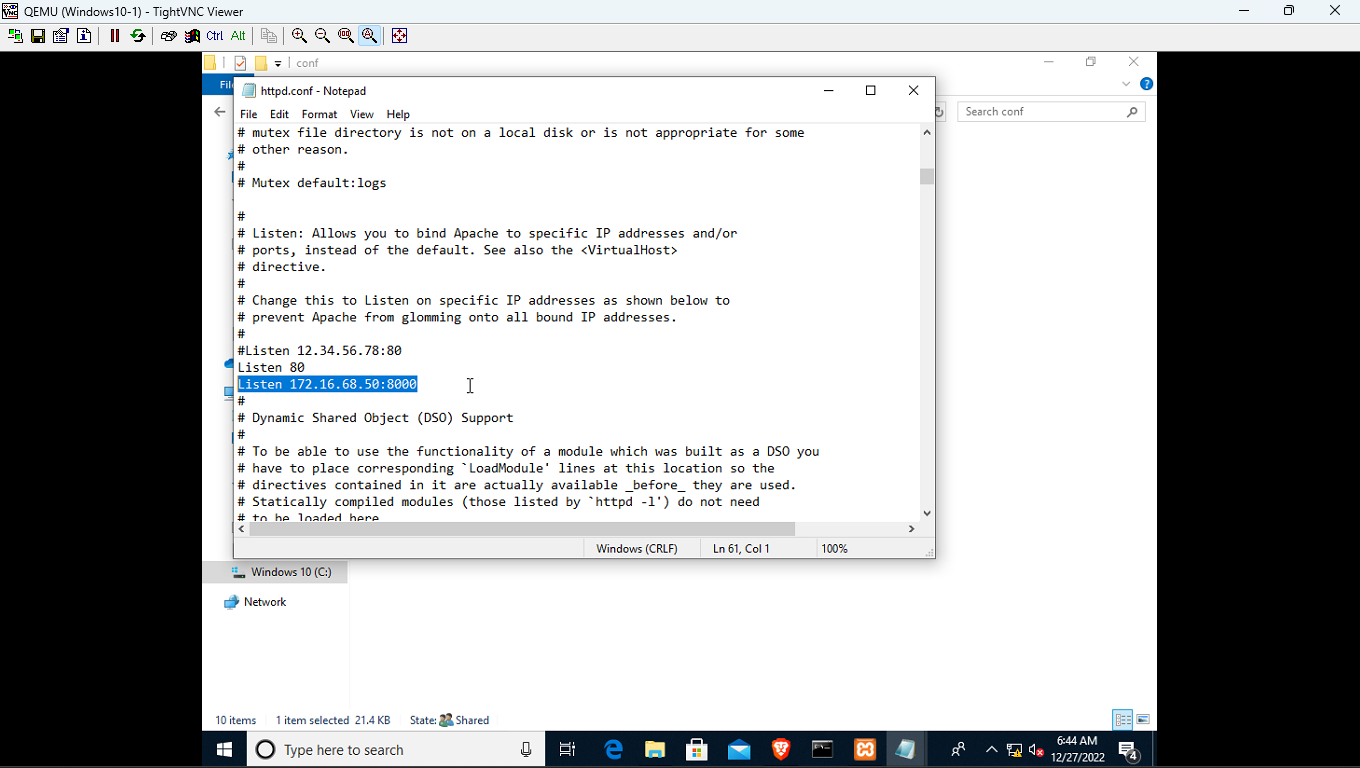 QEMU (Windows10-1) - TightVNC Viewer
Ctrl Alt
conf
File
httpd.conf - Notepad
File Edit Format View Help
Search conf
# mutex file directory is not on a local disk or is not appropriate for some
# other reason.
#
# Mutex default:logs
#
# Listen: Allows you to bind Apache to specific IP addresses and/or
# ports, instead of the default. See also the <VirtualHost>
# directive.
#
# Change this to Listen on specific IP addresses as shown below to
# prevent Apache from glomming onto all bound IP addresses.
#
#Listen 12.34.56.78:80
Listen 80
Listen 172.16.68.50:8000
#
# Dynamic Shared Object (DSO) Support
#
# To be able to use the functionality of a module which was built as a DSO you
# have to place corresponding `LoadModule' lines at this location so the
# directives contained in it are actually available _before_ they are used.
# Statically compiled modules (those listed by `httpd -l') do not need
# to be loaded here
Windows (CRLF) Ln 61, Col 1 100%
Windows 10 (C:)
Network
10 items 1 item selected 21.4 KB State: Shared
Type here to search
6:44 AM
12/27/2022
4